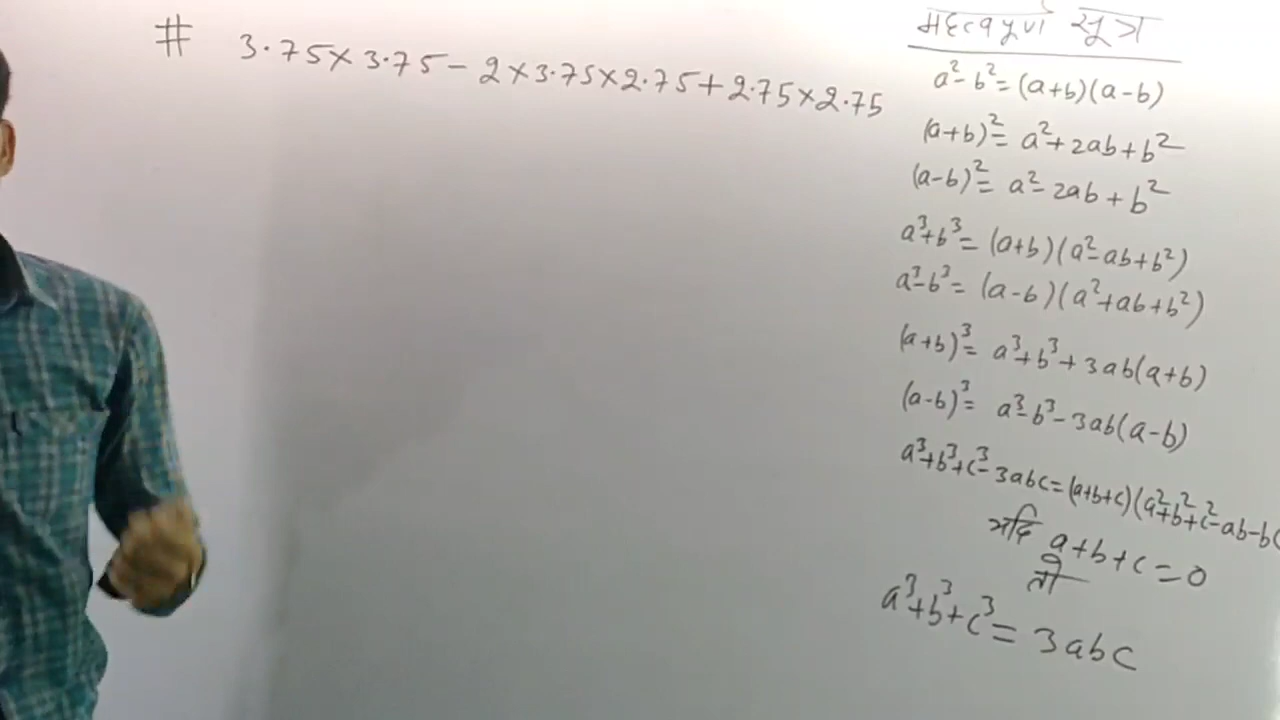 # 3.75×3.75-2×3.75×2.75+2.75×2.75
महत्वपूर्ण सूत्र
a²-b²=(a+b)(a-b)
(a+b)²=a²+2ab+b²
(a-b)²=a²-2ab+b²
a³+b³=(a+b)(a²-ab+b²)
a³-b³=(a-b)(a²+ab+b²)
(a+b)³=a³+b³+3ab(a+b)
(a-b)³=a³-b³-3ab(a-b)
a³+b³+c³-3abc=(a+b+c)(a²+b²+c²-ab-bc
यदि a+b+c=0
तो
a³+b³+c³=3abc